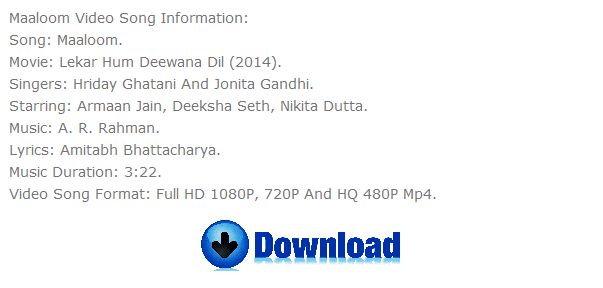 Maaloom Video Song Information:
Song: Maaloom.
Movie: Lekar Hum Deewana Dil (2014).
Singers: Hriday Ghatani And Jonita Gandhi.
Starring: Armaan Jain, Deeksha Seth, Nikita Dutta.
Music: A. R. Rahman.
Lyrics: Amitabh Bhattacharya.
Music Duration: 3:22.
Video Song Format: Full HD 1080P, 720P And HQ 480P Mp4.
Download